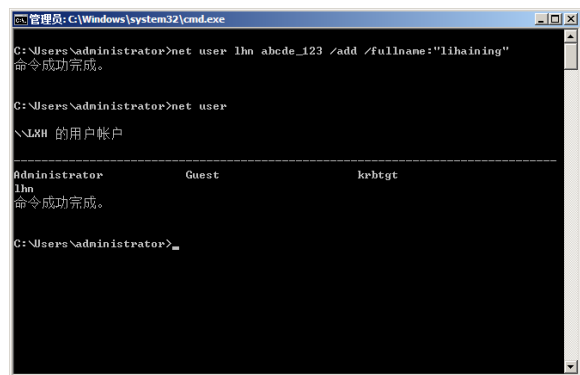 管理员: C:\Windows\system32\cmd.exe
C:\Users\administrator>net user lhn abcde_123 /add /fullname:"lihaining"
命令成功完成。
C:\Users\administrator>net user
\\LXH 的用户帐户
-------------------------------------------------------------------------------
Administrator Guest krbtgt
lhn
命令成功完成。
C:\Users\administrator>_